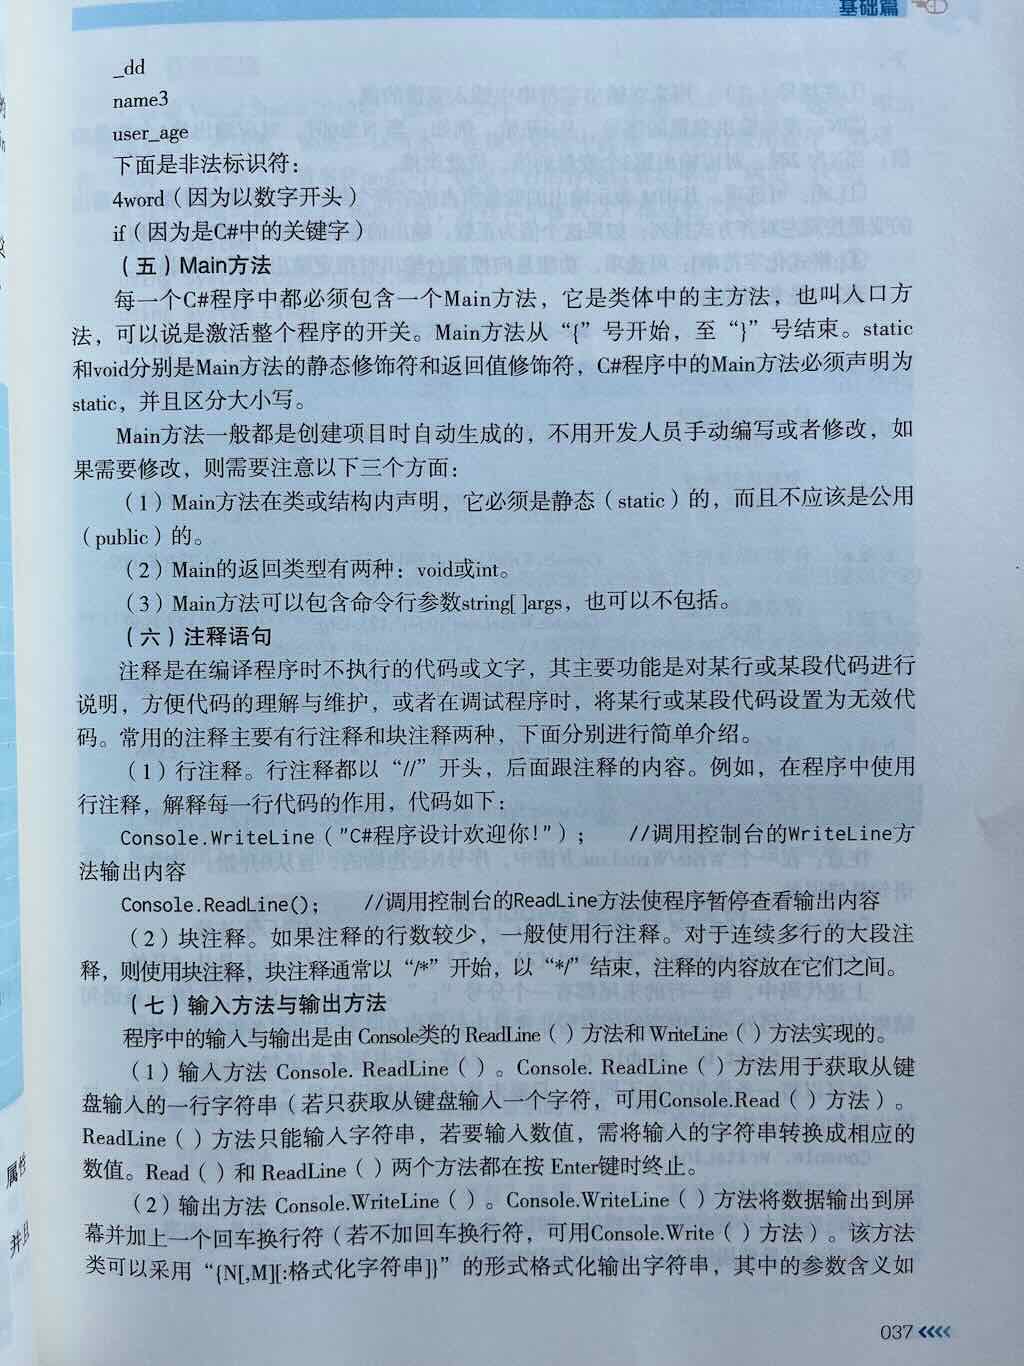 基础篇
_dd
name3
user_age
下面是非法标识符：
4word（因为以数字开头）
if（因为是C#中的关键字）
（五）Main方法
每一个C#程序中都必须包含一个Main方法，它是类体中的主方法，也叫入口方
法，可以说是激活整个程序的开关。Main方法从“{”号开始，至“}”号结束。static
和void分别是Main方法的静态修饰符和返回值修饰符，C#程序中的Main方法必须声明为
static，并且区分大小写。
Main方法一般都是创建项目时自动生成的，不用开发人员手动编写或者修改，如
果需要修改，则需要注意以下三个方面：
（1）Main方法在类或结构内声明，它必须是静态（static）的，而且不应该是公用
（public）的。
（2）Main的返回类型有两种：void或int。
（3）Main方法可以包含命令行参数string[ ]args，也可以不包括。
（六）注释语句
注释是在编译程序时不执行的代码或文字，其主要功能是对某行或某段代码进行
说明，方便代码的理解与维护，或者在调试程序时，将某行或某段代码设置为无效代
码。常用的注释主要有行注释和块注释两种，下面分别进行简单介绍。
（1）行注释。行注释都以“//”开头，后面跟注释的内容。例如，在程序中使用
行注释，解释每一行代码的作用，代码如下：
Console.WriteLine（"C#程序设计欢迎你!"）； //调用控制台的WriteLine方
法输出内容
Console.ReadLine(); //调用控制台的ReadLine方法使程序暂停查看输出内容
（2）块注释。如果注释的行数较少，一般使用行注释。对于连续多行的大段注
释，则使用块注释，块注释通常以“/*”开始，以“*/”结束，注释的内容放在它们之间。
（七）输入方法与输出方法
程序中的输入与输出是由 Console类的 ReadLine（）方法和 WriteLine（）方法实现的。
（1）输入方法 Console. ReadLine（）。Console. ReadLine（）方法用于获取从键
盘输入的一行字符串（若只获取从键盘输入一个字符，可用Console.Read（）方法）。
ReadLine（）方法只能输入字符串，若要输入数值，需将输入的字符串转换成相应的
数值。Read（）和 ReadLine（）两个方法都在按 Enter键时终止。
（2）输出方法 Console.WriteLine（）。Console.WriteLine（）方法将数据输出到屏
幕并加上一个回车换行符（若不加回车换行符，可用Console.Write（）方法）。该方法
类可以采用“{N[,M][:格式化字符串]}”的形式格式化输出字符串，其中的参数含义如
属性
并且
037